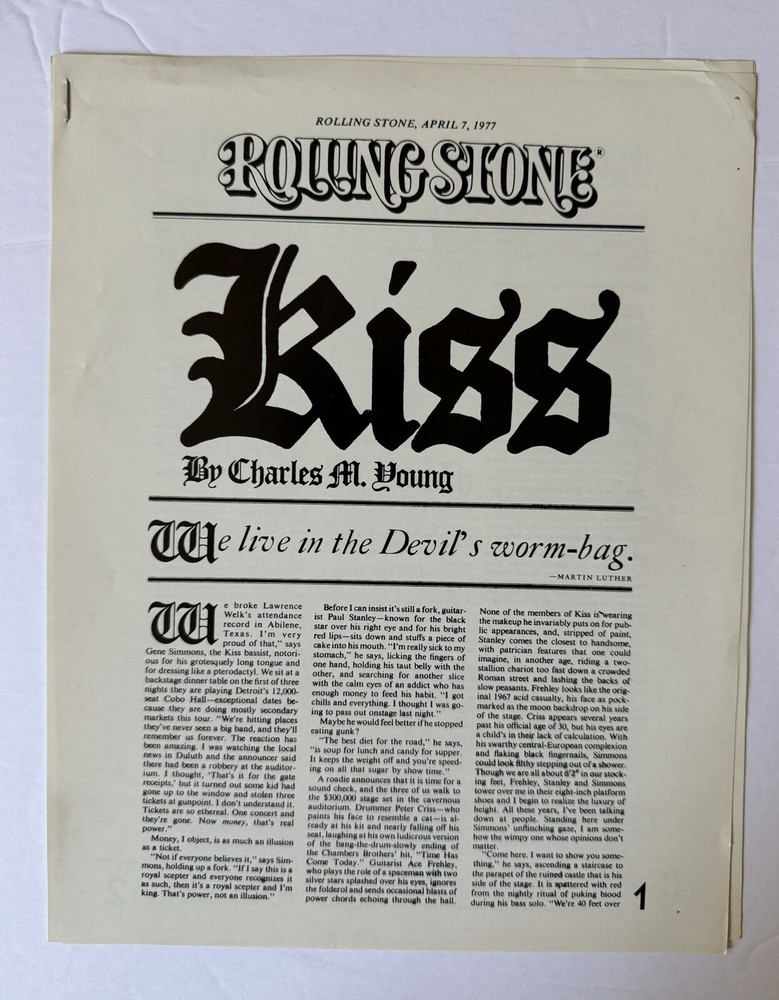 ROLLING STONE, APRIL 7, 1977
ROLLING STONE®
Kiss
By Charles M. Young
We live in the Devil's worm-bag.
—MARTIN LUTHER
We broke Lawrence
Welk's attendance
record in Abilene,
Texas. I'm very
proud of that," says
Gene Simmons, the Kiss bassist, notori-
ous for his grotesquely long tongue and
for dressing like a pterodactyl. We sit at a
backstage dinner table on the first of three
nights they are playing Detroit's 12,000-
seat Cobo Hall—exceptional dates be-
cause they are doing mostly secondary
markets this tour. "We're hitting places
they've never seen a big band, and they'll
remember us forever. The reaction has
been amazing. I was watching the local
news in Duluth and the announcer said
there had been a robbery at the auditor-
ium. I thought, 'That's it for the gate
receipts,' but it turned out some kid had
gone up to the window and stolen three
tickets at gunpoint. I don't understand it.
Tickets are so ethereal. One concert and
they're gone. Now money, that's real
power."
Money, I object, is as much an illusion
as a ticket.
"Not if everyone believes it," says Sim-
mons, holding up a fork. "If I say this is a
royal scepter and everyone recognizes it
as such, then it's a royal scepter and I'm
king. That's power, not an illusion."
Before I can insist it's still a fork, guitar-
ist Paul Stanley—known for the black
star over his right eye and for his bright
red lips—sits down and stuffs a piece of
cake into his mouth. "I'm really sick to my
stomach," he says, licking the fingers of
one hand, holding his taut belly with the
other, and searching for another slice
with the calm eyes of an addict who has
enough money to feed his habit. "I got
chills and everything. I thought I was go-
ing to pass out onstage last night."
Maybe he would feel better if he stopped
eating gunk?
"The best diet for the road," he says,
"is soup for lunch and candy for supper.
It keeps the weight off and you're speed-
ing on all that sugar by show time."
A roadie announces that it is time for a
sound check, and the three of us walk to
the $300,000 stage set in the cavernous
auditorium. Drummer Peter Criss—who
paints his face to resemble a cat—is al-
ready at his kit and nearly falling off his
seat, laughing at his own ludicrous version
of the bang-the-drum-slowly ending of
the Chambers Brothers' hit, "Time Has
Come Today." Guitarist Ace Frehley,
who plays the role of a spaceman with two
silver stars splashed over his eyes, ignores
the folderol and sends occasional blasts of
power chords echoing through the hall.
None of the members of Kiss is wearing
the makeup he invariably puts on for pub-
lic appearances, and, stripped of paint,
Stanley comes the closest to handsome,
with patrician features that one could
imagine, in another age, riding a two-
stallion chariot too fast down a crowded
Roman street and lashing the backs of
slow peasants. Frehley looks like the orig-
inal 1967 acid casualty, his face as pock-
marked as the moon backdrop on his side
of the stage. Criss appears several years
past his official age of 30, but his eyes are
a child's in their lack of calculation. With
his swarthy central-European complexion
and flaking black fingernails, Simmons
could look filthy stepping out of a shower.
Though we are all about 6'2" in our stock-
ing feet, Frehley, Stanley and Simmons
tower over me in their eight-inch platform
shoes and I begin to realize the luxury of
height. All these years, I've been talking
down at people. Standing here under
Simmons' unflinching gaze, I am some-
how the wimpy one whose opinions don't
matter.
"Come here. I want to show you some-
thing," he says, ascending a staircase to
the parapet of the ruined castle that is his
side of the stage. It is spattered with red
from the nightly ritual of puking blood
during his bass solo. "We're 40 feet over
1